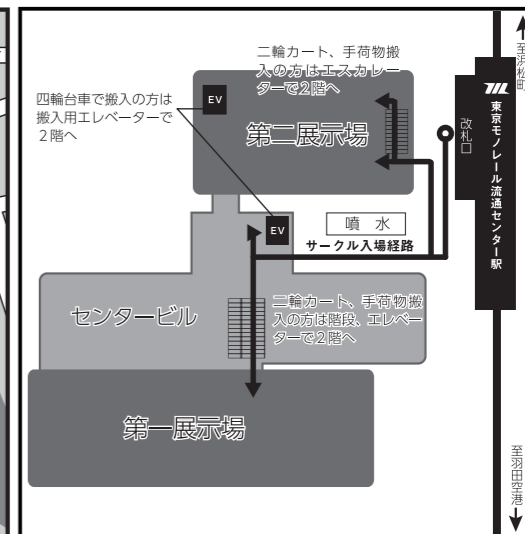 二輪カート、手荷物搬
入の方はエスカレー
ターで2階へ
四輪台車で搬入の方は
搬入用エレベーターで
2階へ
EV
第二展示場
至浜松町
改札口
東京モノレール流通センター駅
噴 水
サークル入場経路
EV
センタービル
二輪カート、手荷物搬
入の方は階段、エレベー
ターで2階へ
第一展示場
至羽田空港